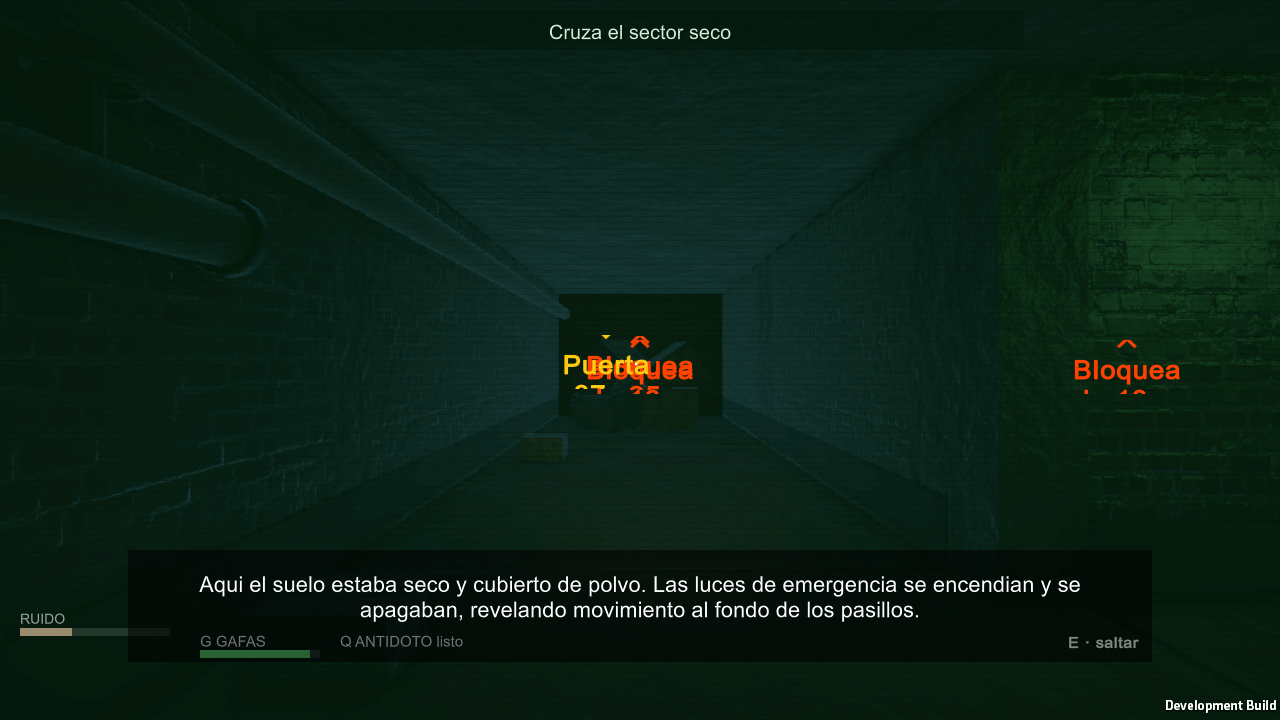 Cruza el sector seco
Puerta
Bloquea
Bloquea
Aqui el suelo estaba seco y cubierto de polvo. Las luces de emergencia se encendian y se
apagaban, revelando movimiento al fondo de los pasillos.
RUIDO
G GAFAS
Q ANTIDOTO listo
E · saltar
Development Build